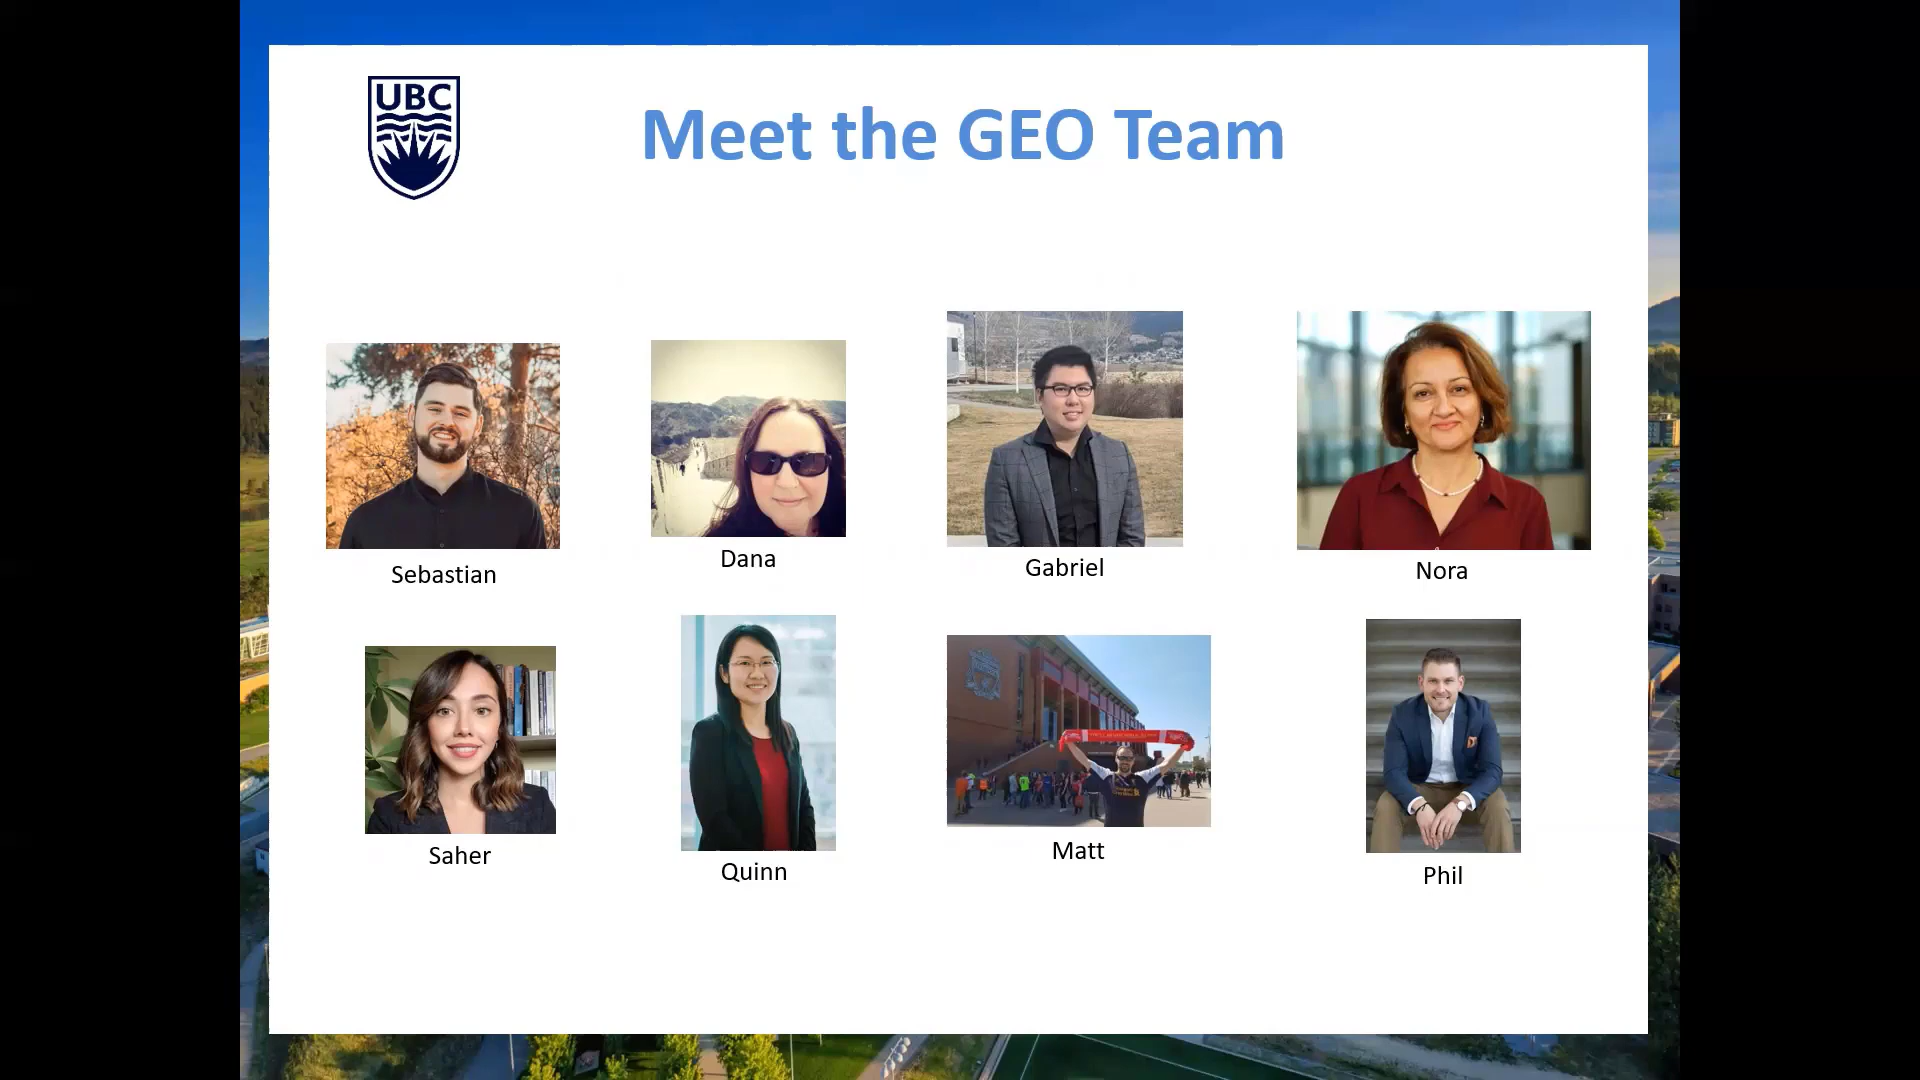 UBC
Meet the GEO Team
Sebastian
Dana
Gabriel
Nora
Saher
Quinn
Matt
Phil